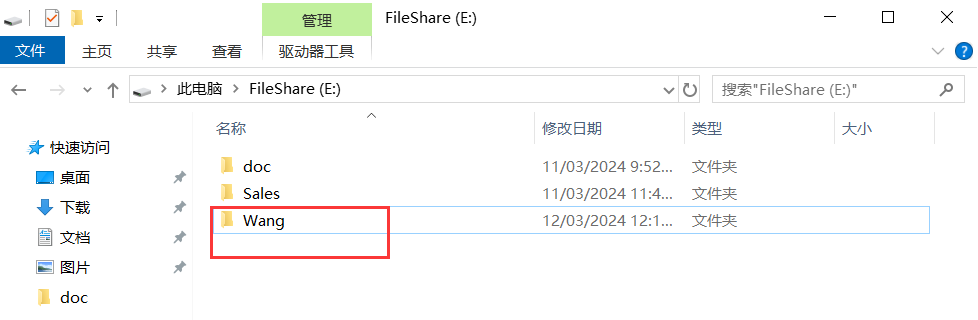 管理
FileShare (E:)
文件
主页
共享
查看
驱动器工具
此电脑
FileShare (E:)
搜索"FileShare (E:)"
名称
修改日期
类型
大小
快速访问
桌面
下载
文档
图片
doc
doc
11/03/2024 9:52...
文件夹
Sales
11/03/2024 11:4...
文件夹
Wang
12/03/2024 12:1...
文件夹